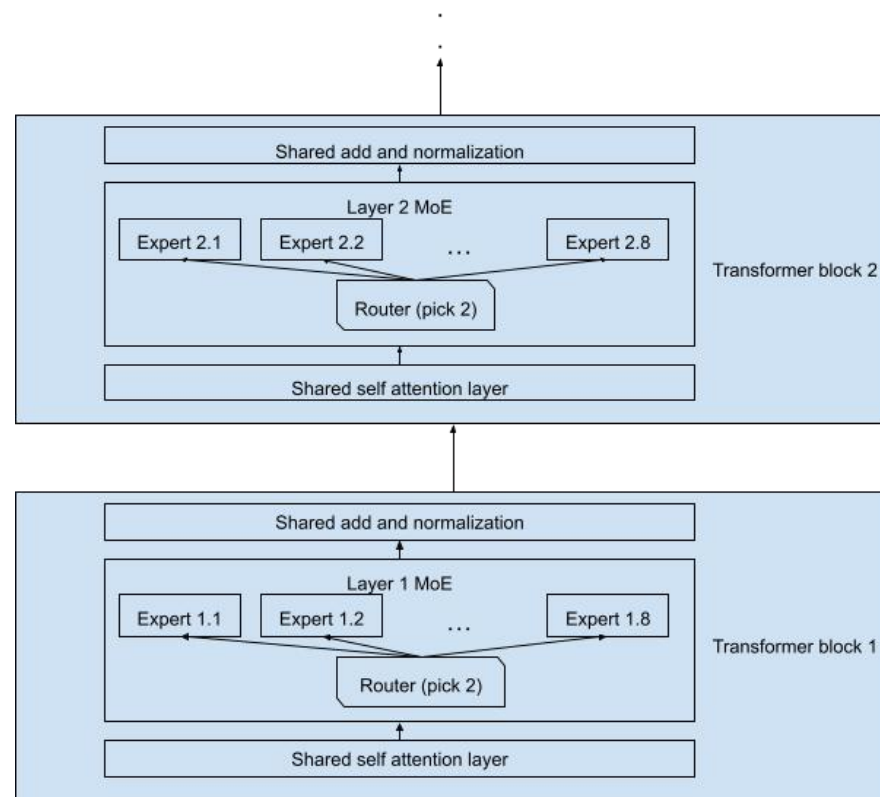 .
.
Shared add and normalization
Layer 2 MoE
Expert 2.1
Expert 2.2
...
Expert 2.8
Router (pick 2)
Shared self attention layer
Transformer block 2
Shared add and normalization
Layer 1 MoE
Expert 1.1
Expert 1.2
...
Expert 1.8
Router (pick 2)
Shared self attention layer
Transformer block 1